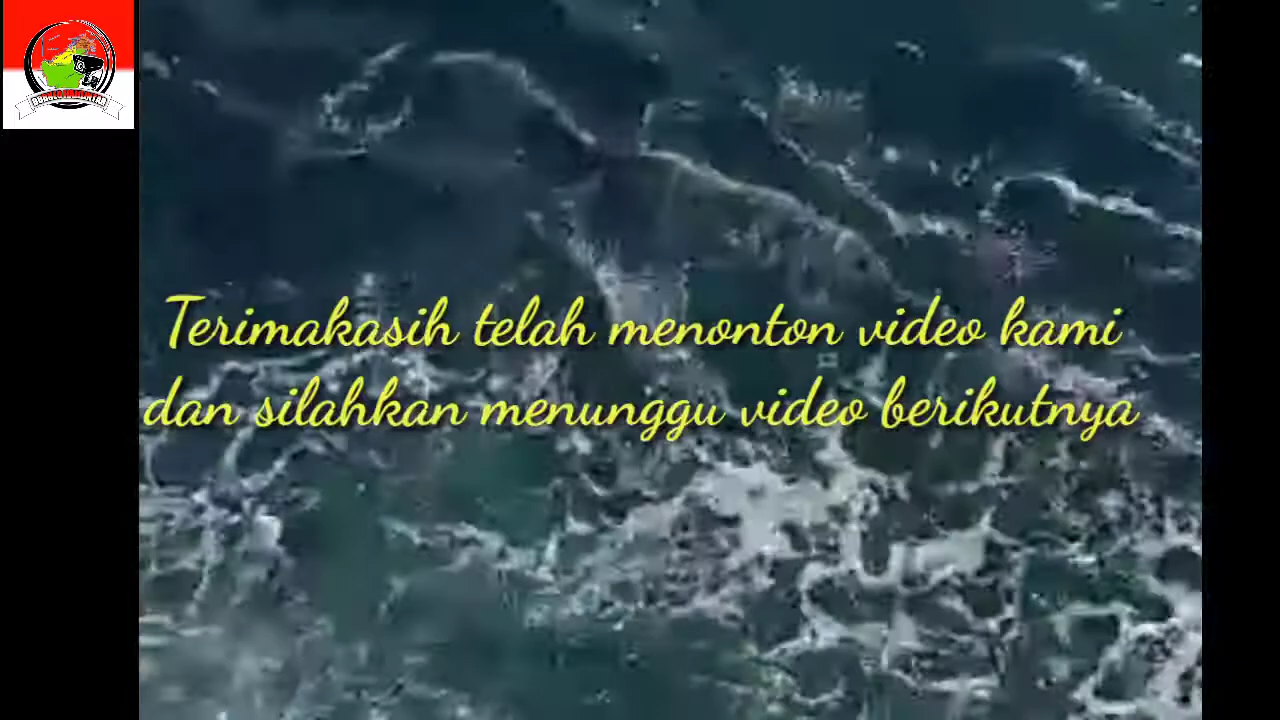 Terimakasih telah menonton video kami
dan silahkan menunggu video berikutnya